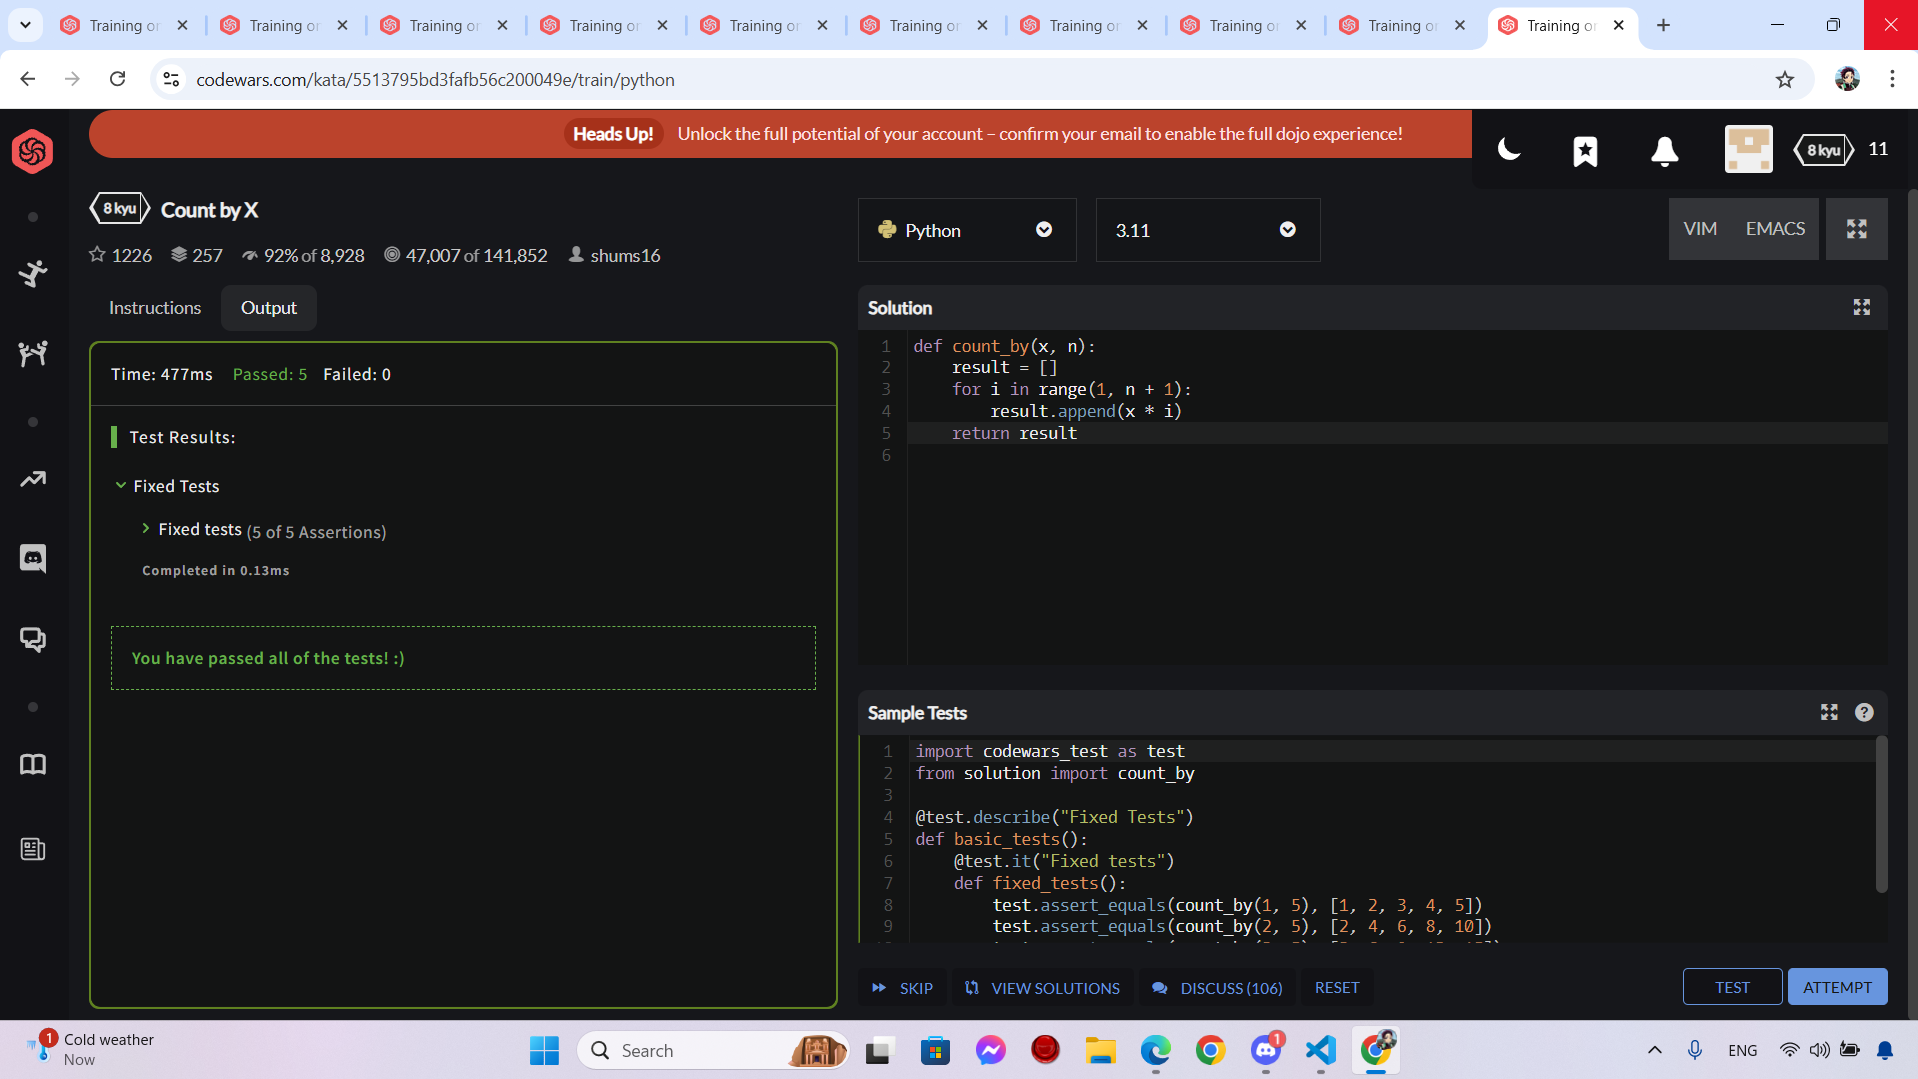 Training or
Training or
Training or
Training or
Training or
Training or
Training or
Training or
Training or
Training or
codewars.com/kata/5513795bd3fafb56c200049e/train/python
Heads Up! Unlock the full potential of your account – confirm your email to enable the full dojo experience!
8 kyu 11
8 kyu Count by X
1226 257 92% of 8,928 47,007 of 141,852 shums16
Python
3.11
VIM EMACS
Instructions Output
Time: 477ms Passed: 5 Failed: 0
Test Results:
Fixed Tests
Fixed tests (5 of 5 Assertions)
Completed in 0.13ms
You have passed all of the tests! :)
Solution
1 def count_by(x, n):
2 result = []
3 for i in range(1, n + 1):
4 result.append(x * i)
5 return result
6
Sample Tests
1 import codewars_test as test
2 from solution import count_by
3
4 @test.describe("Fixed Tests")
5 def basic_tests():
6 @test.it("Fixed tests")
7 def fixed_tests():
8 test.assert_equals(count_by(1, 5), [1, 2, 3, 4, 5])
9 test.assert_equals(count_by(2, 5), [2, 4, 6, 8, 10])
SKIP VIEW SOLUTIONS DISCUSS (106) RESET
TEST ATTEMPT
1 Cold weather
Now
Search
1
ENG